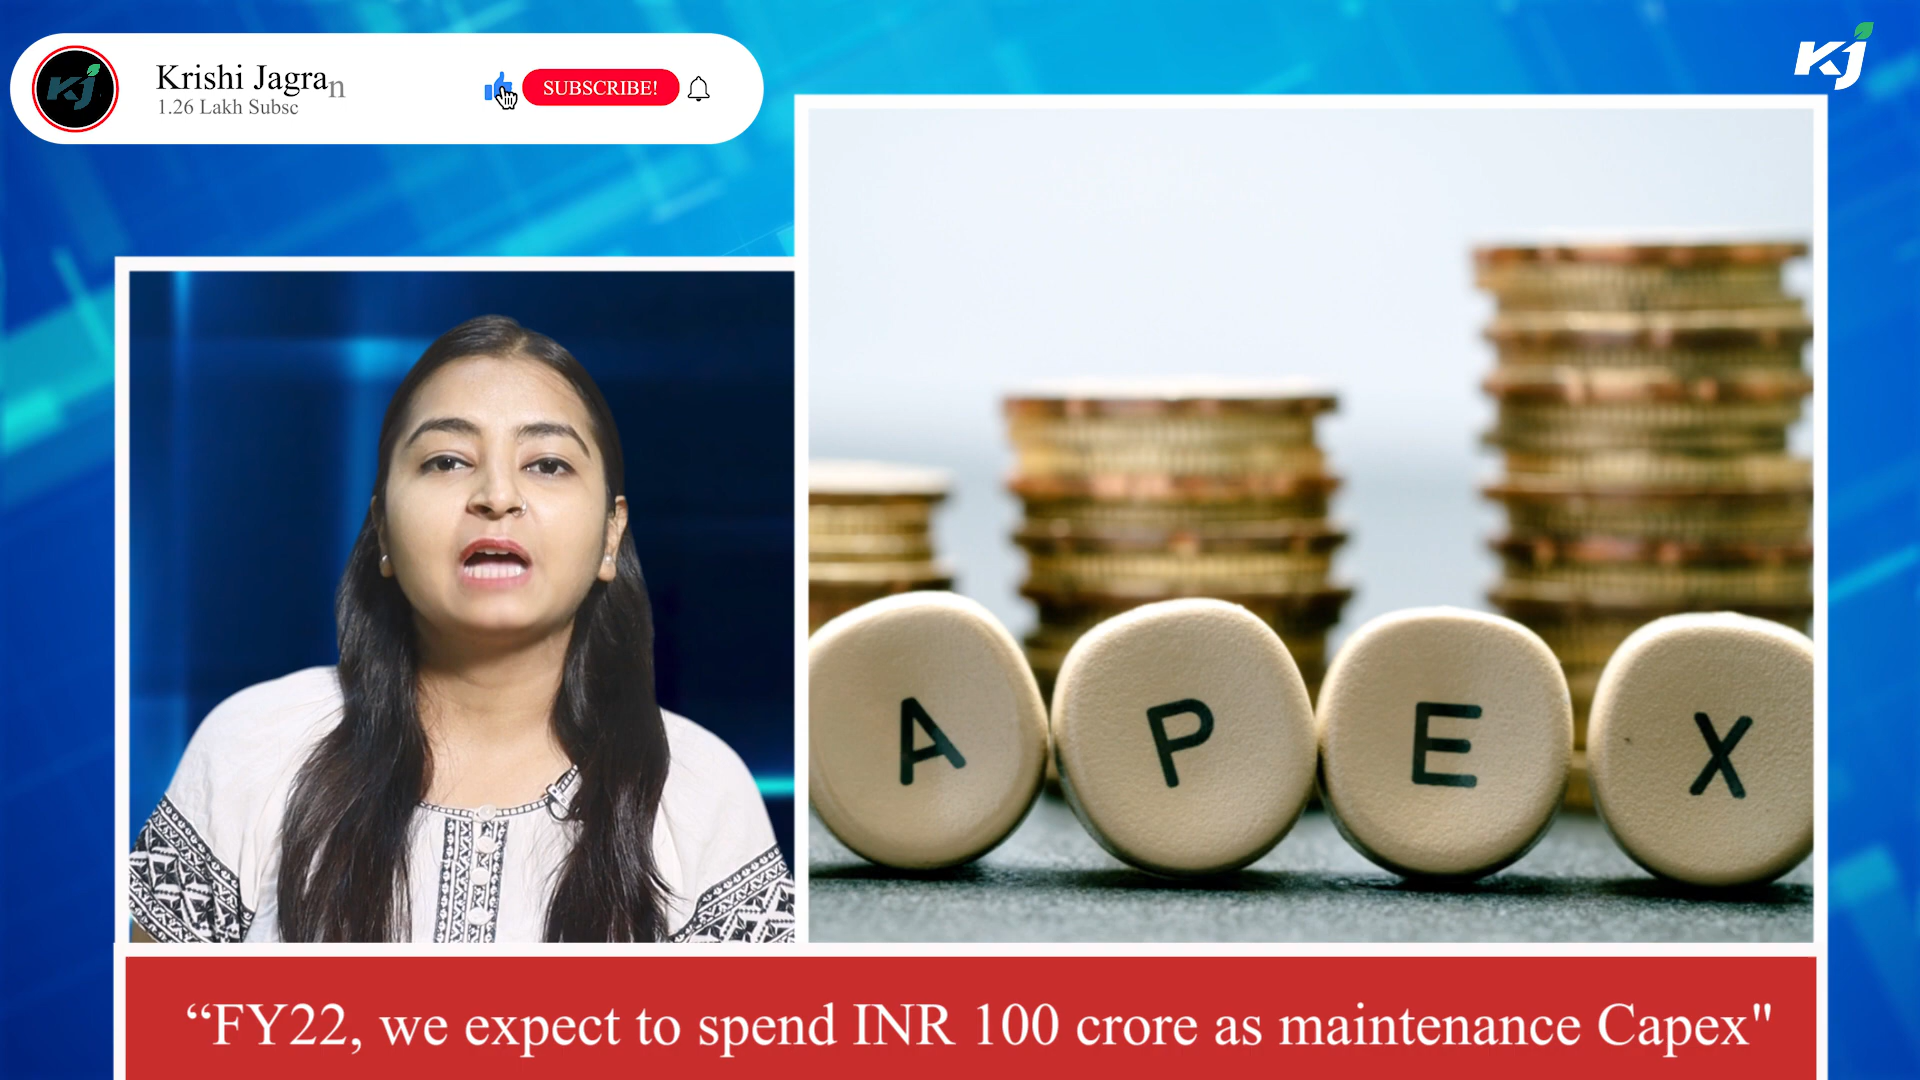 KJ
Krishi Jagran
1.26 Lakh Subsc
SUBSCRIBE!
KJ
A P E X
“FY22, we expect to spend INR 100 crore as maintenance Capex"